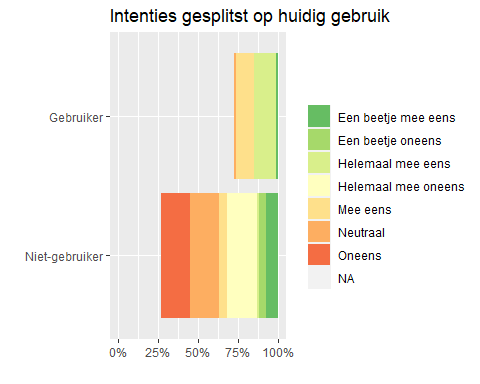 Intenties gesplitst op huidig gebruik
Gebruiker
Niet-gebruiker
0%
25%
50%
75%
100%
Een beetje mee eens
Een beetje oneens
Helemaal mee eens
Helemaal mee oneens
Mee eens
Neutraal
Oneens
NA